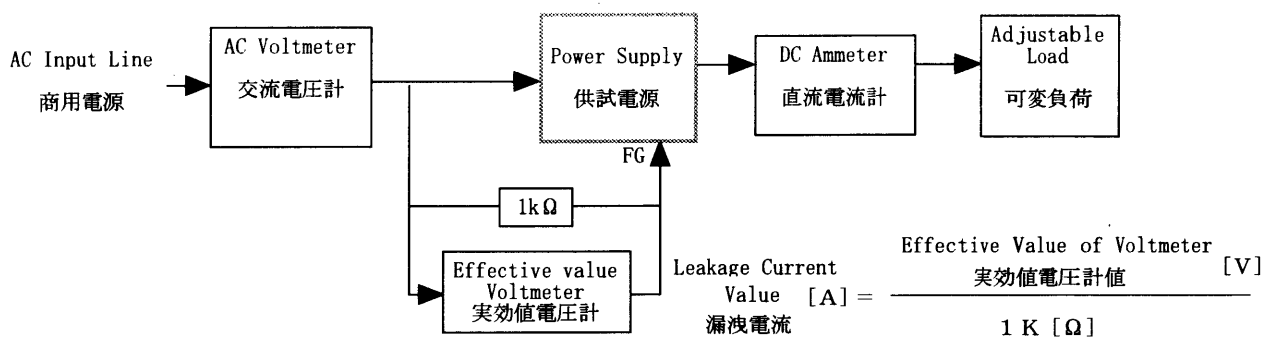 AC Input Line
商用電源
AC Voltmeter
交流電圧計
Power Supply
供試電源
DC Ammeter
直流電流計
Adjustable
Load
可変負荷
FG
1kΩ
Effective value
Voltmeter
実効値電圧計
Leakage Current
Value [A] =
漏洩電流
Effective Value of Voltmeter
実効値電圧計値 [V]
1 K [Ω]